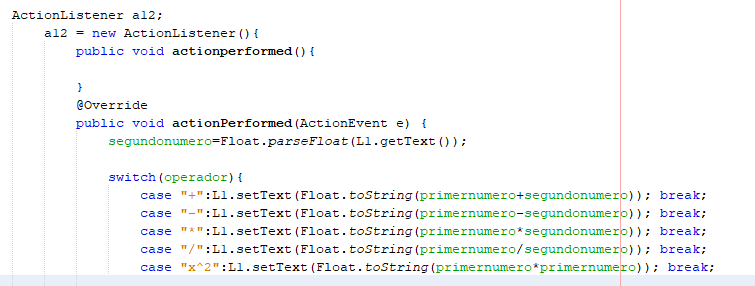 ActionListener al2;
al2 = new ActionListener(){
public void actionperformed(){
}
@Override
public void actionPerformed(ActionEvent e) {
segundonumero=Float.parseFloat(L1.getText());
switch(operador){
case "+":L1.setText(Float.toString(primernumero+segundonumero)); break;
case "-":L1.setText(Float.toString(primernumero-segundonumero)); break;
case "*":L1.setText(Float.toString(primernumero*segundonumero)); break;
case "/":L1.setText(Float.toString(primernumero/segundonumero)); break;
case "x^2":L1.setText(Float.toString(primernumero*primernumero)); break;